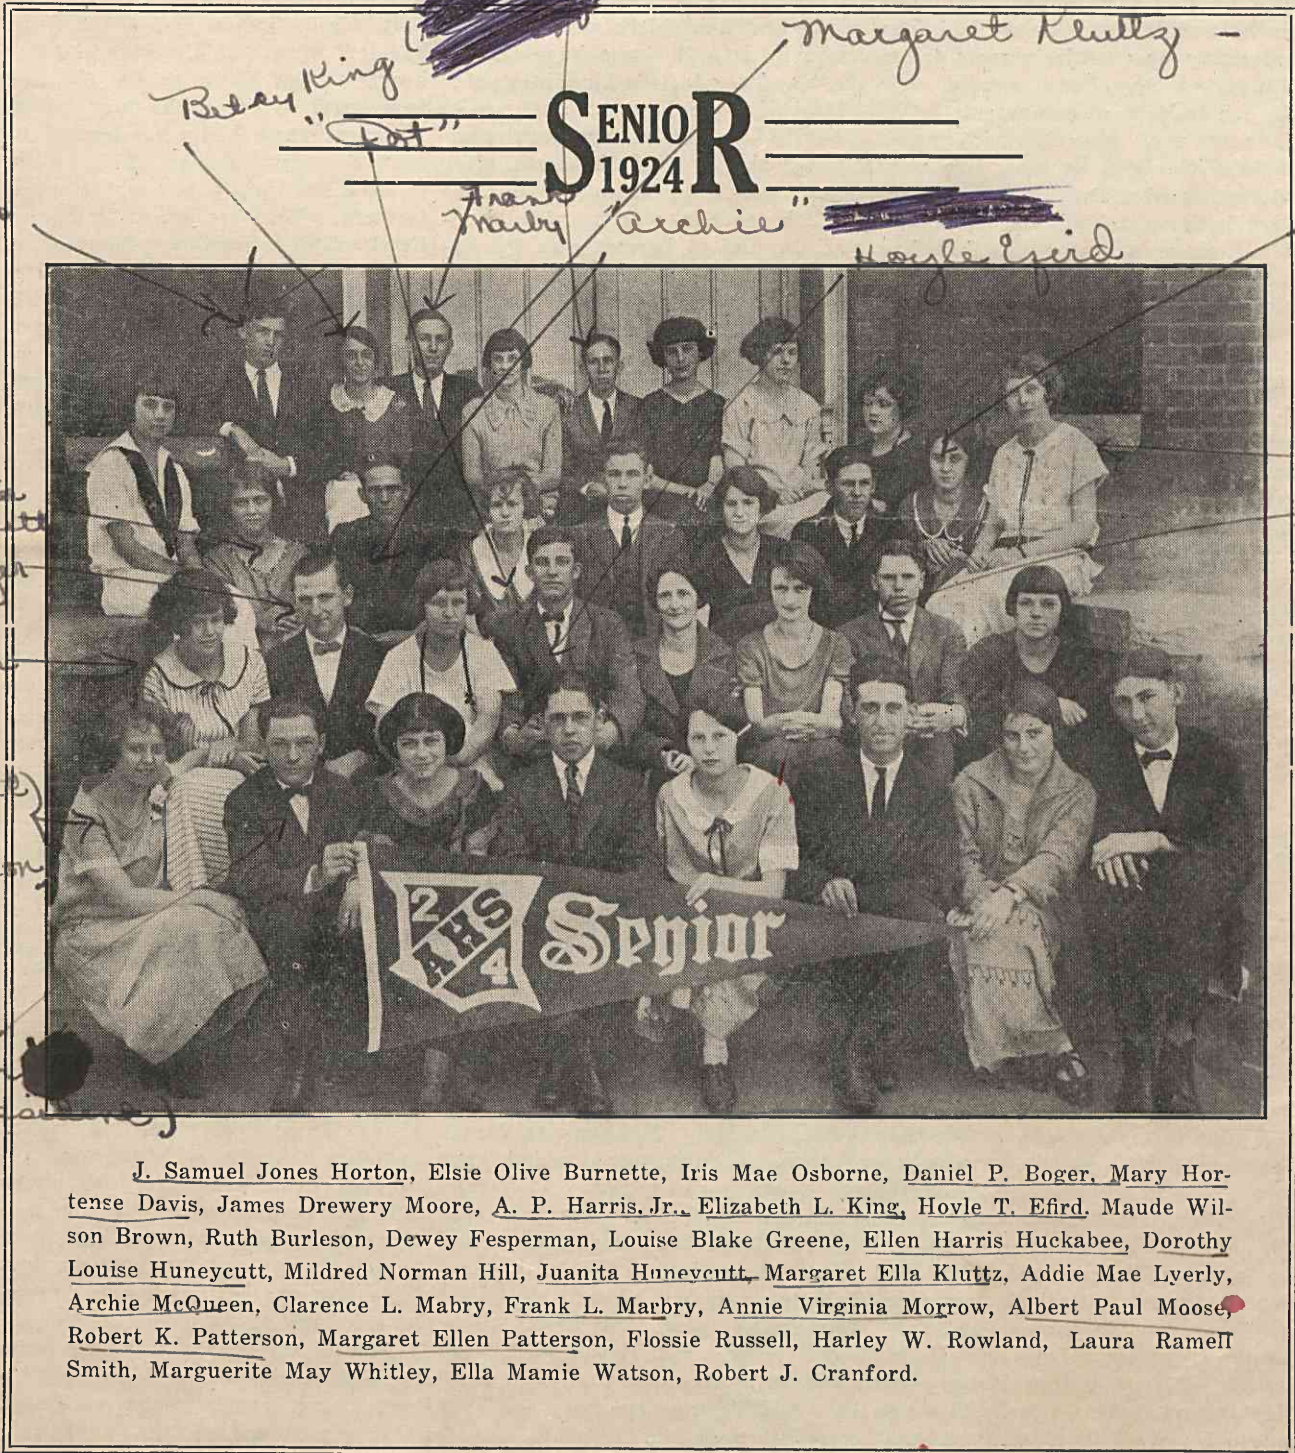 Margaret Kluttz -
Betsy King
"Pat"
SENIOR
1924
Frank
Marby
"Archie"
Hoyle Efird
2
AHS
4
Senior
J. Samuel Jones Horton, Elsie Olive Burnette, Iris Mae Osborne, Daniel P. Boger, Mary Hor-
tense Davis, James Drewery Moore, A. P. Harris, Jr., Elizabeth L. King, Hoyle T. Efird. Maude Wil-
son Brown, Ruth Burleson, Dewey Fesperman, Louise Blake Greene, Ellen Harris Huckabee, Dorothy
Louise Huneycutt, Mildred Norman Hill, Juanita Huneycutt, Margaret Ella Kluttz, Addie Mae Lyerly,
Archie McQueen, Clarence L. Mabry, Frank L. Marbry, Annie Virginia Morrow, Albert Paul Moose,
Robert K. Patterson, Margaret Ellen Patterson, Flossie Russell, Harley W. Rowland, Laura Ramell
Smith, Marguerite May Whitley, Ella Mamie Watson, Robert J. Cranford.